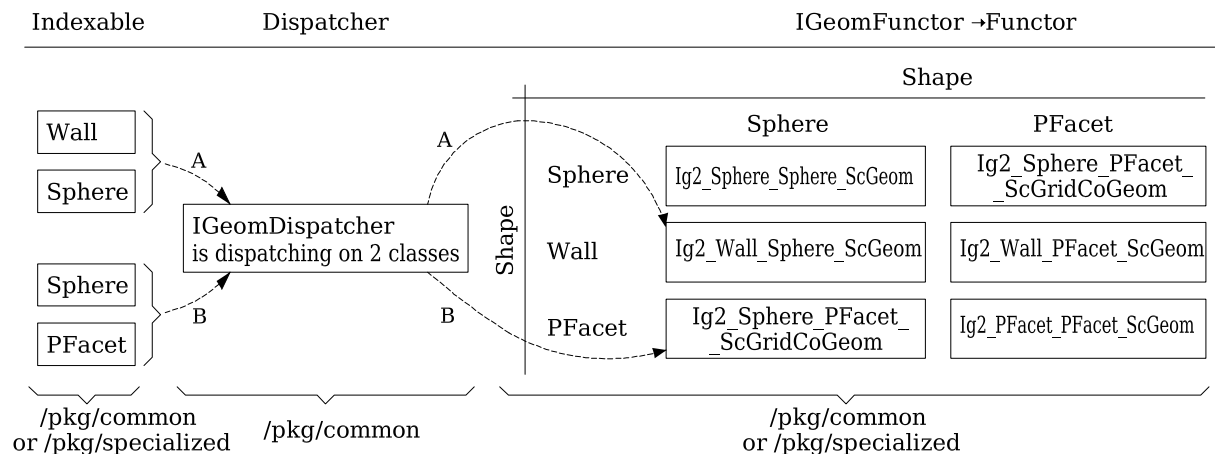 Indexable Dispatcher IGeomFunctor →Functor
Shape
Sphere PFacet
Wall
Sphere
A
A
Sphere
Ig2_Sphere_Sphere_ScGeom
Ig2_Sphere_PFacet_
_ScGridCoGeom
IGeomDispatcher
is dispatching on 2 classes
Shape
Wall
Ig2_Wall_Sphere_ScGeom
Ig2_Wall_PFacet_ScGeom
Sphere
PFacet
B
B
PFacet
Ig2_Sphere_PFacet_
_ScGridCoGeom
Ig2_PFacet_PFacet_ScGeom
/pkg/common
or /pkg/specialized
/pkg/common
/pkg/common
or /pkg/specialized